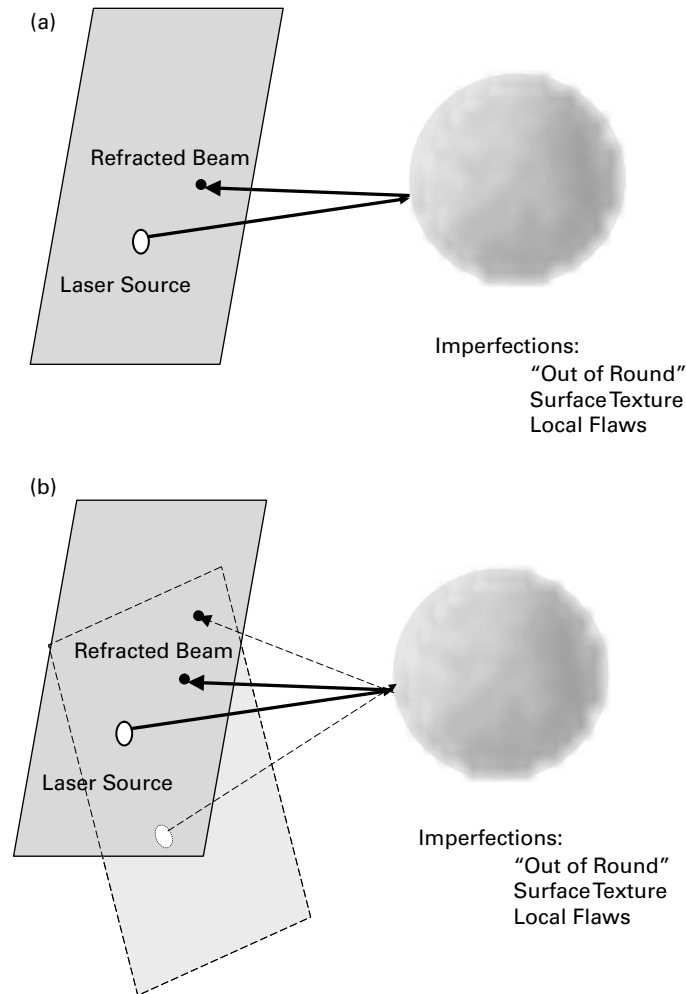 (a)
Refracted Beam
Laser Source
Imperfections:
“Out of Round”
Surface Texture
Local Flaws
(b)
Refracted Beam
Laser Source
Imperfections:
“Out of Round”
Surface Texture
Local Flaws